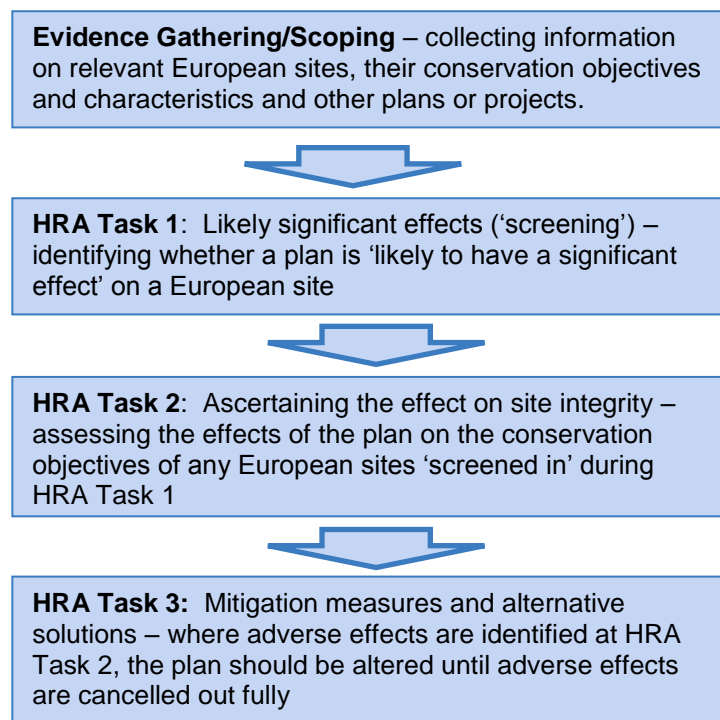 Evidence Gathering/Scoping – collecting information
on relevant European sites, their conservation objectives
and characteristics and other plans or projects.
HRA Task 1:  Likely significant effects (‘screening’) –
identifying whether a plan is ‘likely to have a significant
effect’ on a European site
HRA Task 2:  Ascertaining the effect on site integrity –
assessing the effects of the plan on the conservation
objectives of any European sites ‘screened in’ during
HRA Task 1
HRA Task 3:  Mitigation measures and alternative
solutions – where adverse effects are identified at HRA
Task 2, the plan should be altered until adverse effects
are cancelled out fully